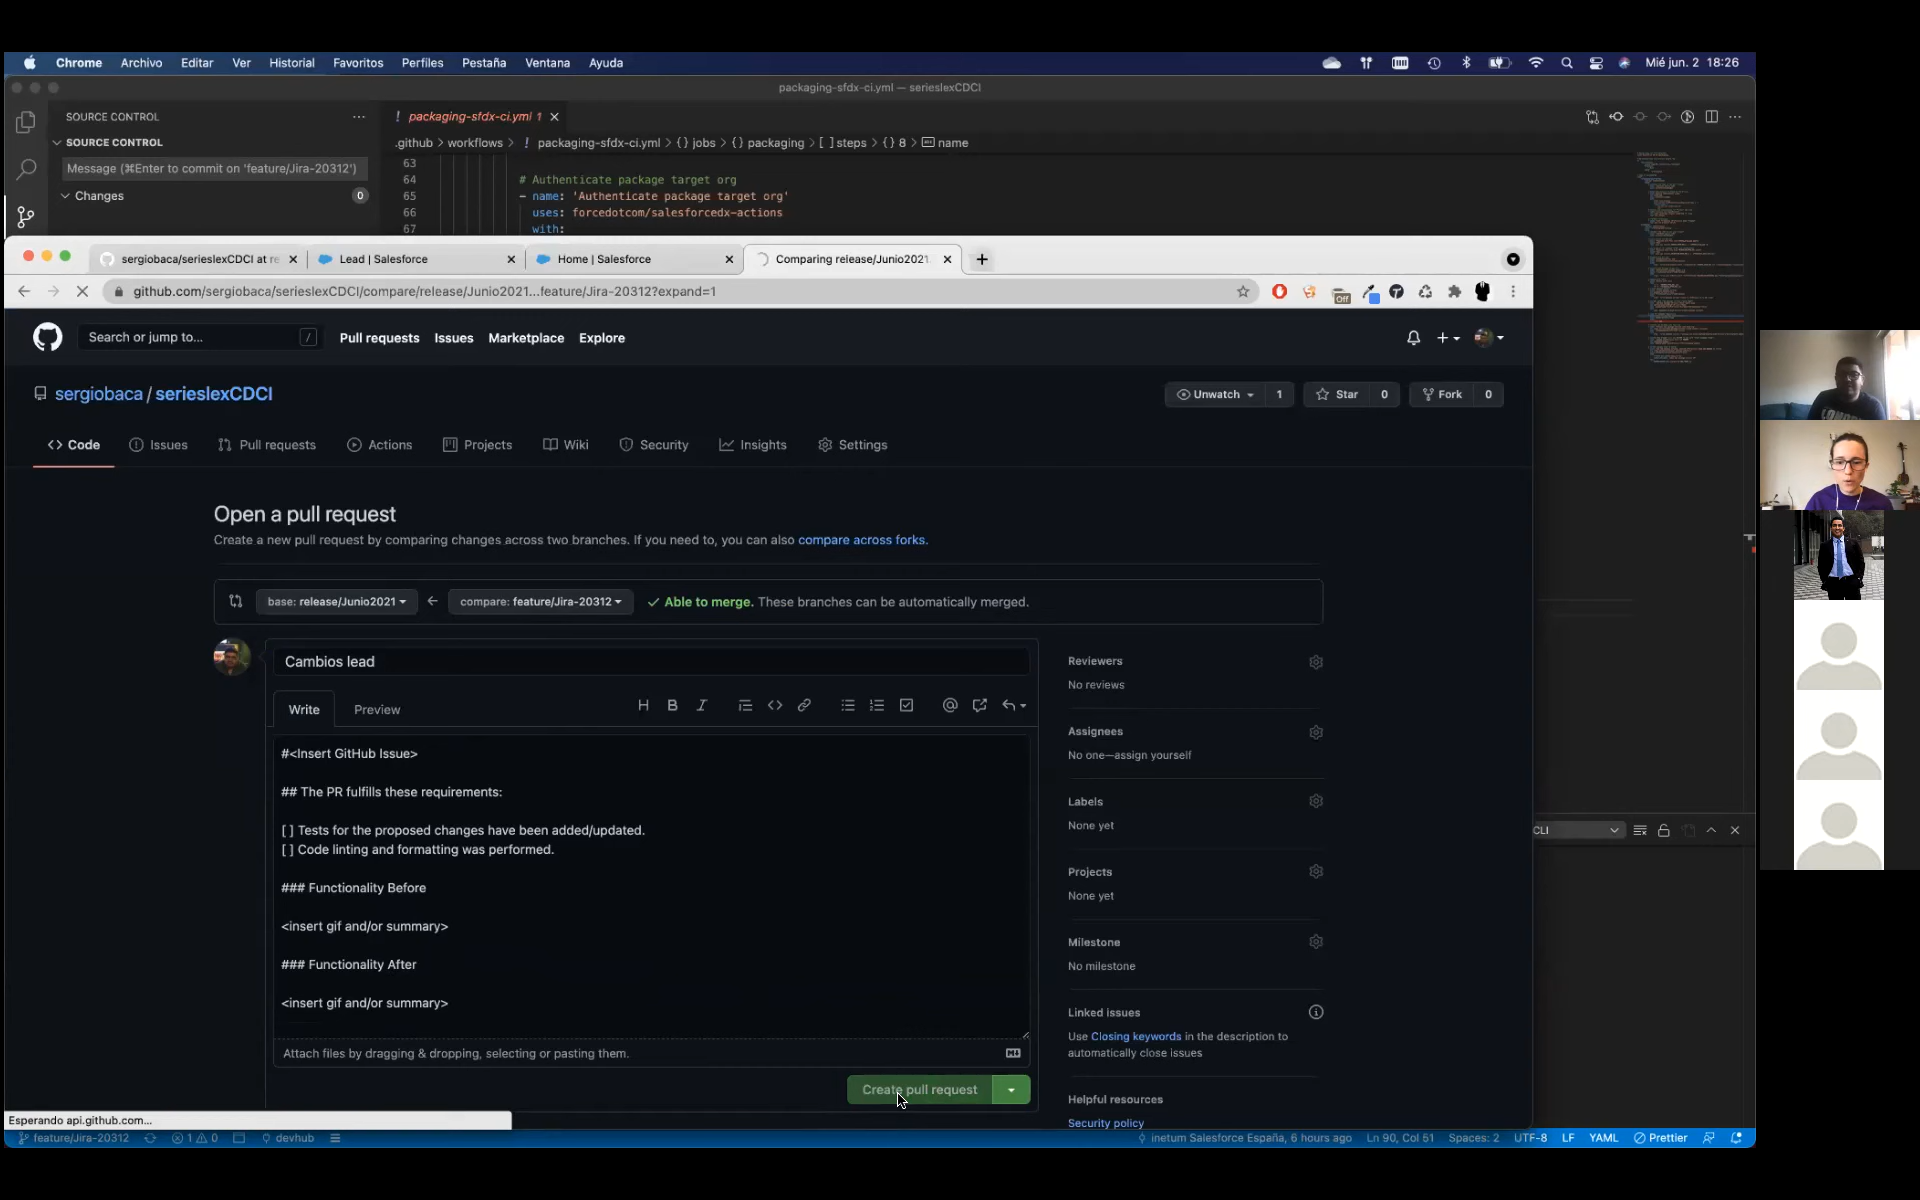 Chrome Archivo Editar Ver Historial Favoritos Perfiles Pestaña Ventana Ayuda
Mié jun. 2 18:26
packaging-sfdx-ci.yml — serieslexCDCI
SOURCE CONTROL
packaging-sfdx-ci.yml 1
SOURCE CONTROL
.github > workflows > ! packaging-sfdx-ci.yml > {} jobs > {} packaging > [ ] steps > {} 8 > name
Message (⌘Enter to commit on 'feature/Jira-20312')
Changes 0
63
64 # Authenticate package target org
65 - name: 'Authenticate package target org'
66 uses: forcedotcom/salesforcedx-actions
67 with:
sergiobaca/serieslexCDCI at re
Lead | Salesforce
Home | Salesforce
Comparing release/Junio2021
github.com/sergiobaca/serieslexCDCI/compare/release/Junio2021...feature/Jira-20312?expand=1
Off
Search or jump to... /
Pull requests Issues Marketplace Explore
sergiobaca / serieslexCDCI
Unwatch 1 Star 0 Fork 0
Code Issues Pull requests Actions Projects Wiki Security Insights Settings
Open a pull request
Create a new pull request by comparing changes across two branches. If you need to, you can also compare across forks.
base: release/Junio2021 ← compare: feature/Jira-20312 ✓ Able to merge. These branches can be automatically merged.
Cambios lead
Write Preview
H B I
#<Insert GitHub Issue>
## The PR fulfills these requirements:
[ ] Tests for the proposed changes have been added/updated.
[ ] Code linting and formatting was performed.
### Functionality Before
<insert gif and/or summary>
### Functionality After
<insert gif and/or summary>
Attach files by dragging & dropping, selecting or pasting them.
Create pull request
Reviewers
No reviews
Assignees
No one—assign yourself
Labels
None yet
Projects
None yet
Milestone
No milestone
Linked issues
Use Closing keywords in the description to
automatically close issues
Helpful resources
Security policy
CLI
Esperando api.github.com...
feature/Jira-20312 1 0 devhub
inetum Salesforce España, 6 hours ago Ln 90, Col 51 Spaces: 2 UTF-8 LF YAML Prettier